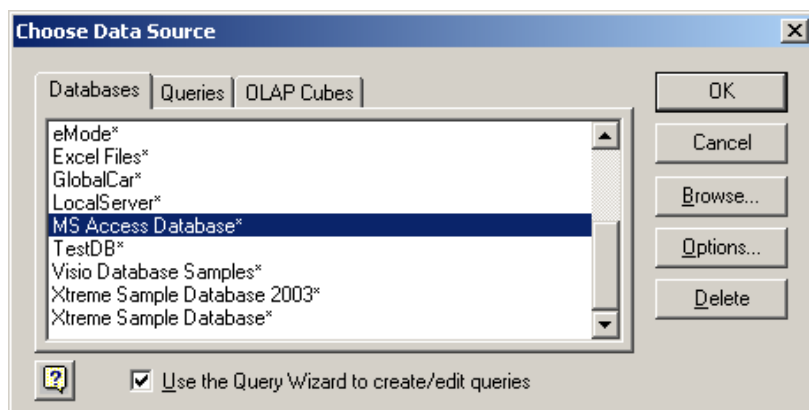 Choose Data Source
Databases
Queries
OLAP Cubes
eMode*
Excel Files*
GlobalCar*
LocalServer*
MS Access Database*
TestDB*
Visio Database Samples*
Xtreme Sample Database 2003*
Xtreme Sample Database*
OK
Cancel
Browse...
Options...
Delete
?
Use the Query Wizard to create/edit queries